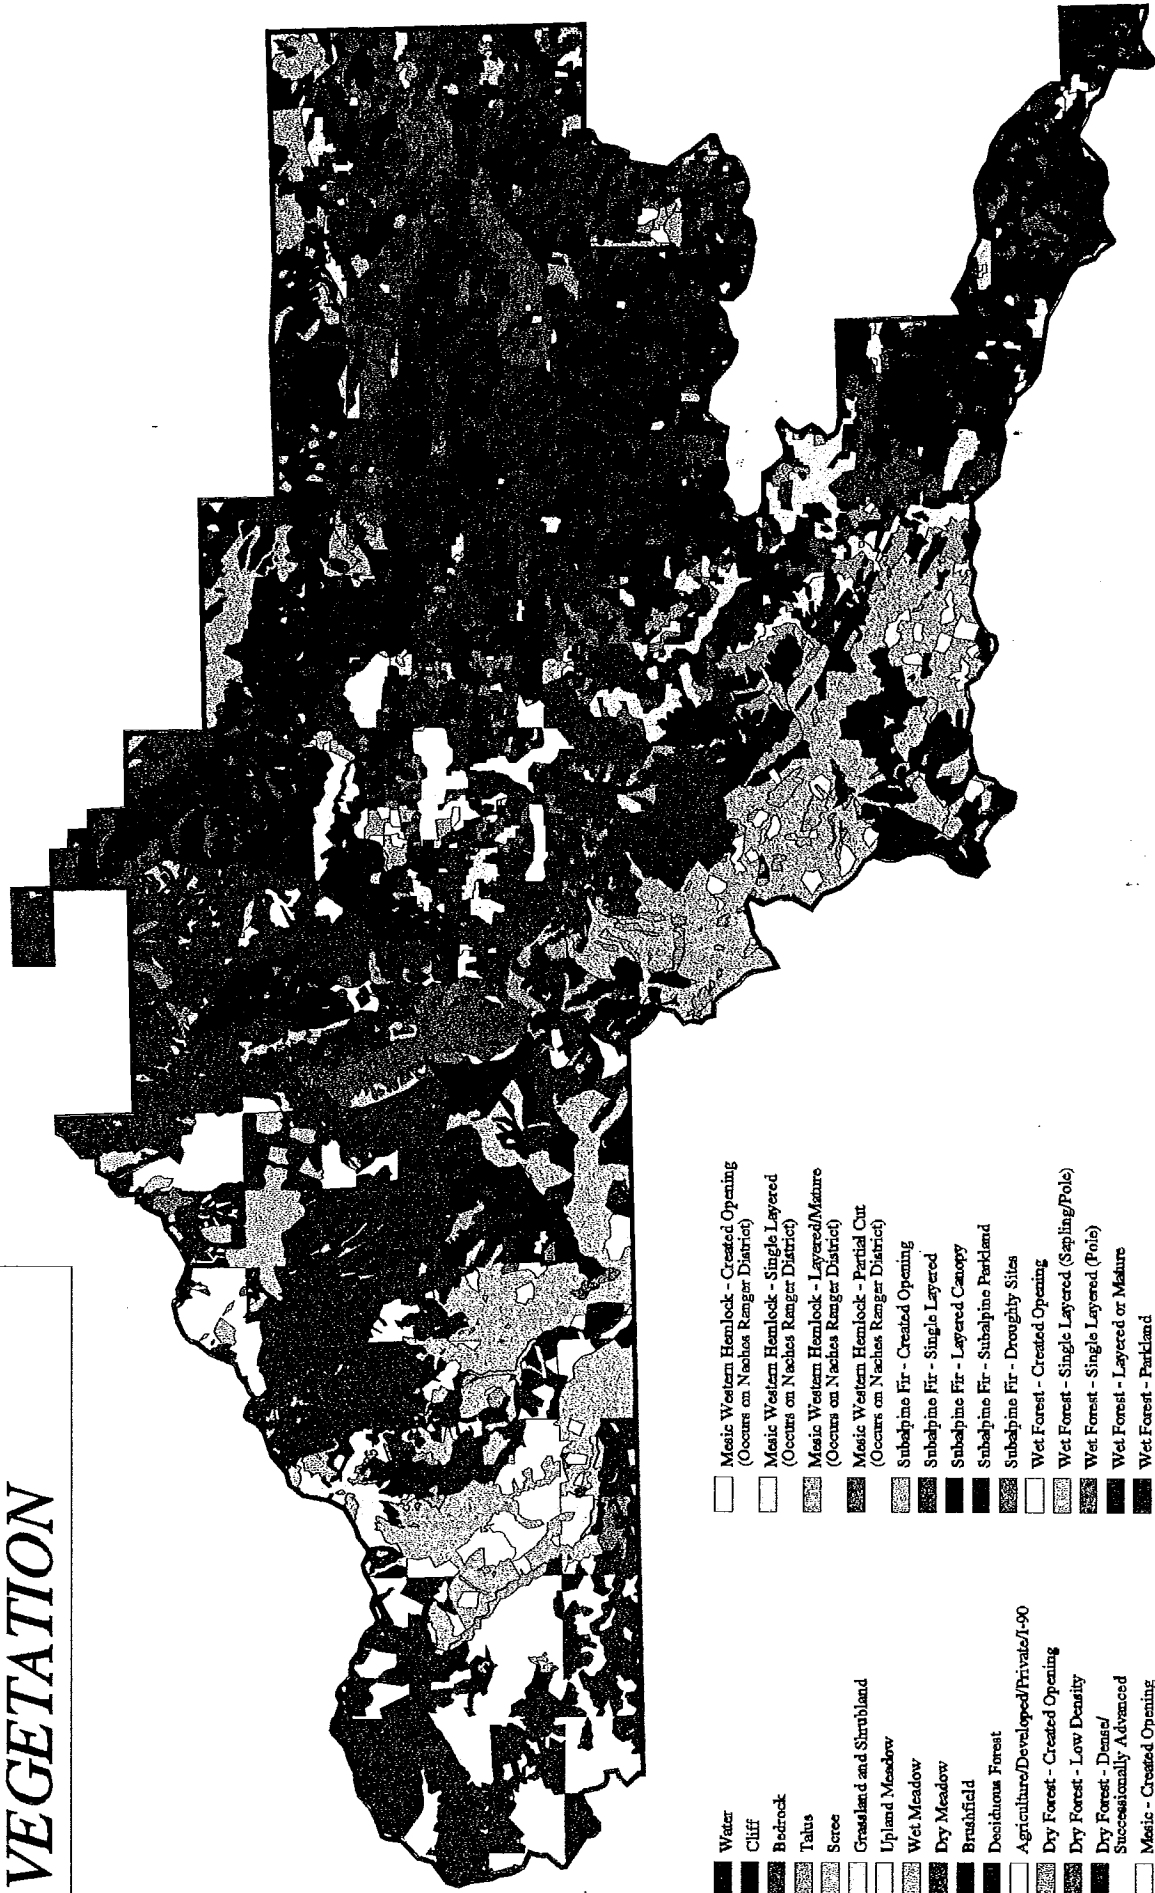 VEGETATION
Water
Cliff
Bedrock
Talus
Scree
Grassland and Shrubland
Upland Meadow
Wet Meadow
Dry Meadow
Brushfield
Deciduous Forest
Agriculture/Developed/Private/I-90
Dry Forest - Created Opening
Dry Forest - Low Density
Dry Forest - Dense/
Successionally Advanced
Mesic - Created Opening
Mesic Western Hemlock - Created Opening
(Occurs on Naches Ranger District)
Mesic Western Hemlock - Single Layered
(Occurs on Naches Ranger District)
Mesic Western Hemlock - Layered/Mature
(Occurs on Naches Ranger District)
Mesic Western Hemlock - Partial Cut
(Occurs on Naches Ranger District)
Subalpine Fir - Created Opening
Subalpine Fir - Single Layered
Subalpine Fir - Layered Canopy
Subalpine Fir - Subalpine Parkland
Subalpine Fir - Droughty Sites
Wet Forest - Created Opening
Wet Forest - Single Layered (Sapling/Pole)
Wet Forest - Single Layered (Pole)
Wet Forest - Layered or Mature
Wet Forest - Parkland